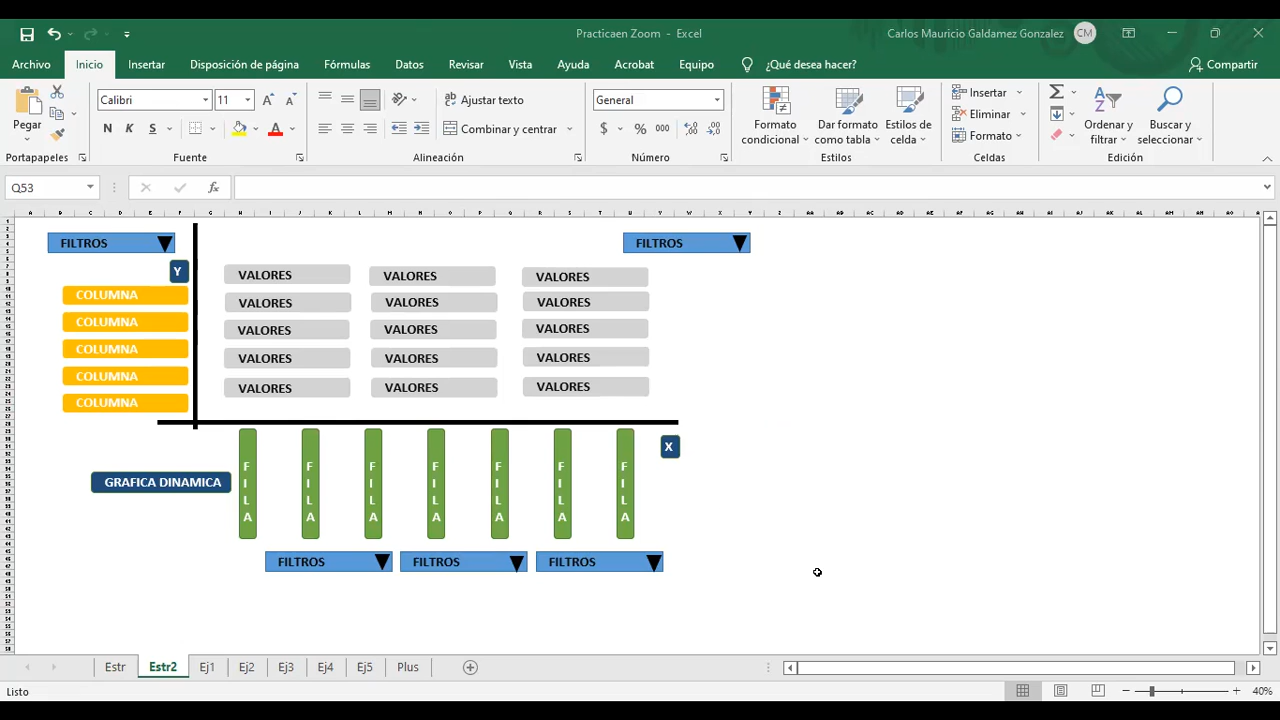 Practicaen Zoom - Excel
Carlos Mauricio Galdamez Gonzalez CM
Archivo Inicio Insertar Disposición de página Fórmulas Datos Revisar Vista Ayuda Acrobat Equipo ¿Qué desea hacer? Compartir
Calibri 11 Ajustar texto General Insertar
Pegar N K S Combinar y centrar $ % 000 Formato condicional Dar formato como tabla Estilos de celda Eliminar Formato Ordenar y filtrar Buscar y seleccionar
Portapapeles Fuente Alineación Número Estilos Celdas Edición
Q53 fx
FILTROS FILTROS
Y
VALORES VALORES VALORES
COLUMNA
VALORES VALORES VALORES
COLUMNA
VALORES VALORES VALORES
COLUMNA
VALORES VALORES VALORES
COLUMNA
VALORES VALORES VALORES
COLUMNA
X
GRAFICA DINAMICA
FILA FILA FILA FILA FILA FILA FILA
FILTROS FILTROS FILTROS
Estr Estr2 Ej1 Ej2 Ej3 Ej4 Ej5 Plus
Listo 40%